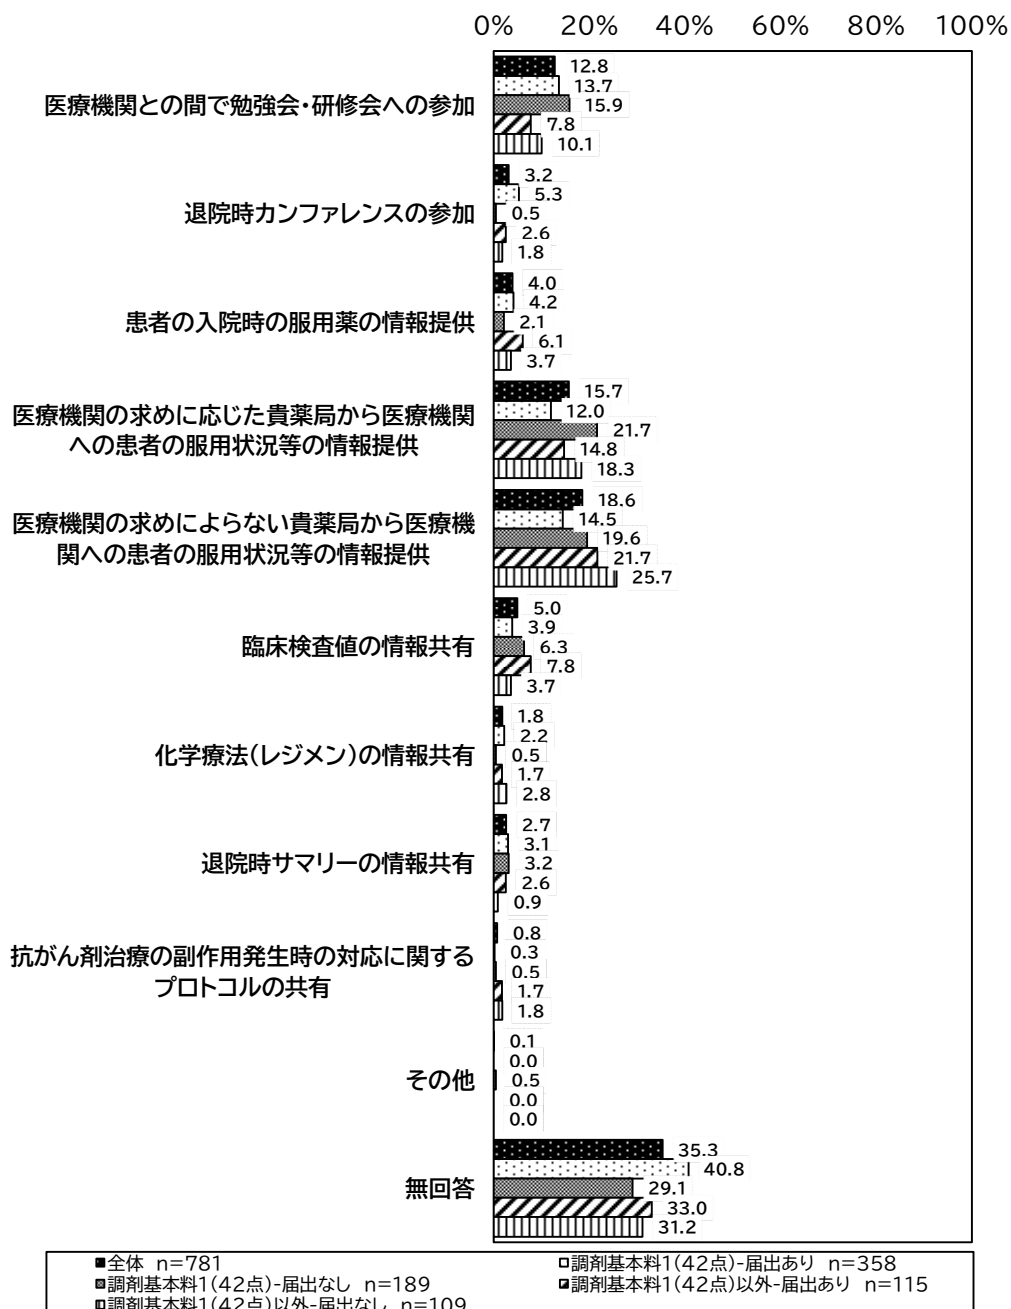 0% 20% 40% 60% 80% 100%
医療機関との間で勉強会・研修会への参加
12.8
13.7
15.9
7.8
10.1
退院時カンファレンスの参加
3.2
5.3
0.5
2.6
1.8
患者の入院時の服用薬の情報提供
4.0
4.2
2.1
6.1
3.7
医療機関の求めに応じた貴薬局から医療機関
への患者の服用状況等の情報提供
15.7
12.0
21.7
14.8
18.3
医療機関の求めによらない貴薬局から医療機
関への患者の服用状況等の情報提供
18.6
14.5
19.6
21.7
25.7
臨床検査値の情報共有
5.0
3.9
6.3
7.8
3.7
化学療法(レジメン)の情報共有
1.8
2.2
0.5
1.7
2.8
退院時サマリーの情報共有
2.7
3.1
3.2
2.6
0.9
抗がん剤治療の副作用発生時の対応に関する
プロトコルの共有
0.8
0.3
0.5
1.7
1.8
その他
0.1
0.0
0.5
0.0
0.0
無回答
35.3
40.8
29.1
33.0
31.2
全体 n=781
調剤基本料1(42点)-届出あり n=358
調剤基本料1(42点)-届出なし n=189
調剤基本料1(42点)以外-届出あり n=115
調剤基本料1(42点)以外-届出なし n=109